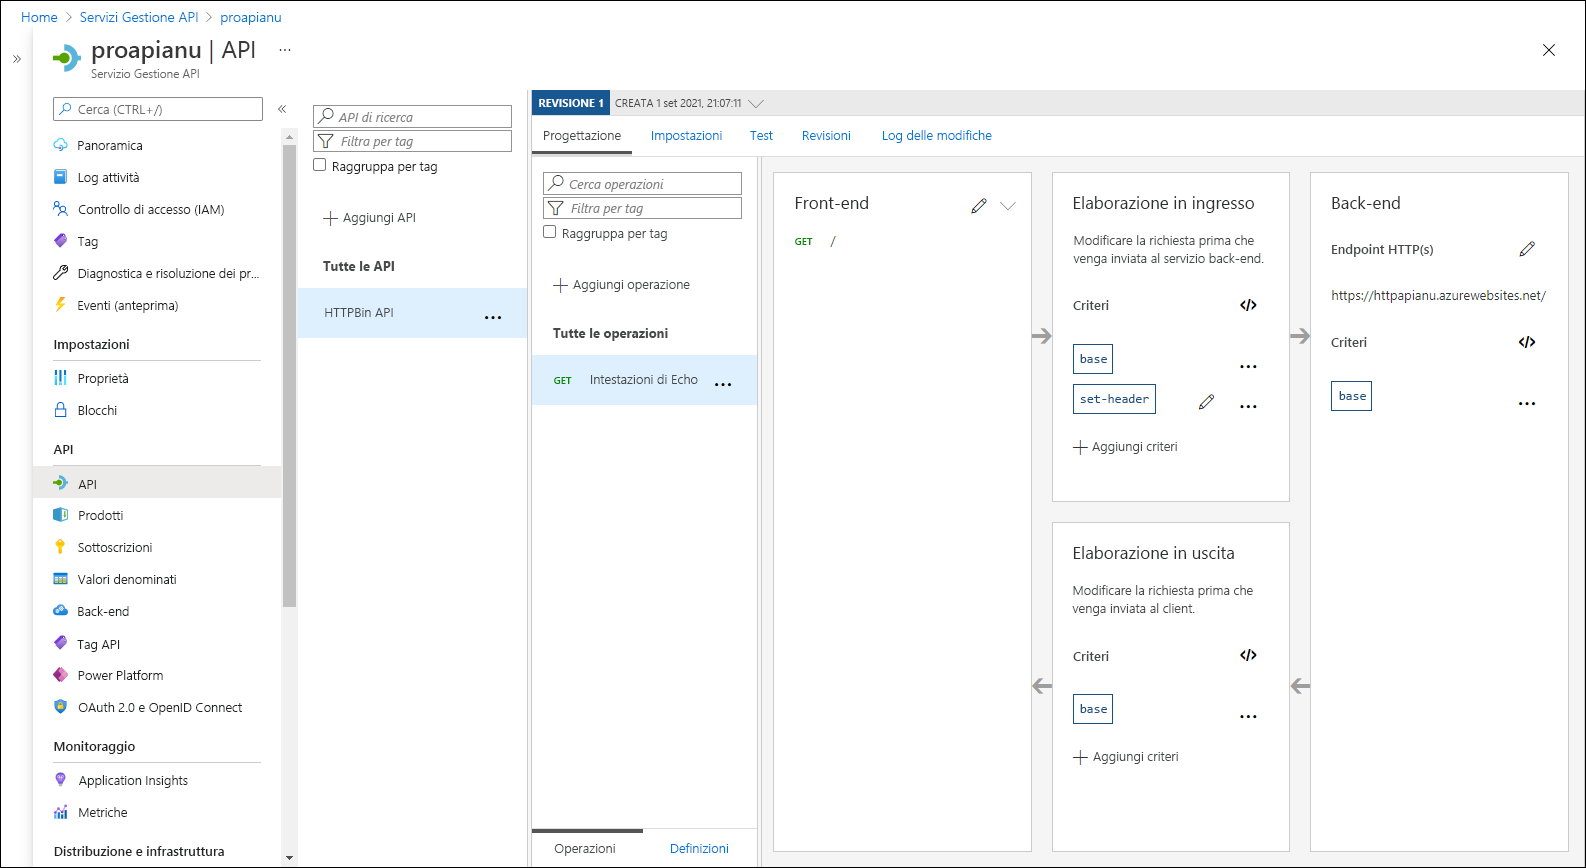 Home > Servizi Gestione API > proapianu
proapianu | API ...
Servizio Gestione API
Cerca (CTRL+/)
Panoramica
Log attività
Controllo di accesso (IAM)
Tag
Diagnostica e risoluzione dei pr...
Eventi (anteprima)
Impostazioni
Proprietà
Blocchi
API
API
Prodotti
Sottoscrizioni
Valori denominati
Back-end
Tag API
Power Platform
OAuth 2.0 e OpenID Connect
Monitoraggio
Application Insights
Metriche
Distribuzione e infrastruttura
API di ricerca
Filtra per tag
Raggruppa per tag
Aggiungi API
Tutte le API
HTTPBin API ...
REVISIONE 1 CREATA 1 set 2021, 21:07:11
Progettazione Impostazioni Test Revisioni Log delle modifiche
Cerca operazioni
Filtra per tag
Raggruppa per tag
Aggiungi operazione
Tutte le operazioni
GET Intestazioni di Echo ...
Operazioni Definizioni
Front-end
GET /
Elaborazione in ingresso
Modificare la richiesta prima che
venga inviata al servizio back-end.
Criteri </>
base ...
set-header ...
Aggiungi criteri
Elaborazione in uscita
Modificare la richiesta prima che
venga inviata al client.
Criteri </>
base ...
Aggiungi criteri
Back-end
Endpoint HTTP(s)
https://httpapianu.azurewebsites.net/
Criteri </>
base ...